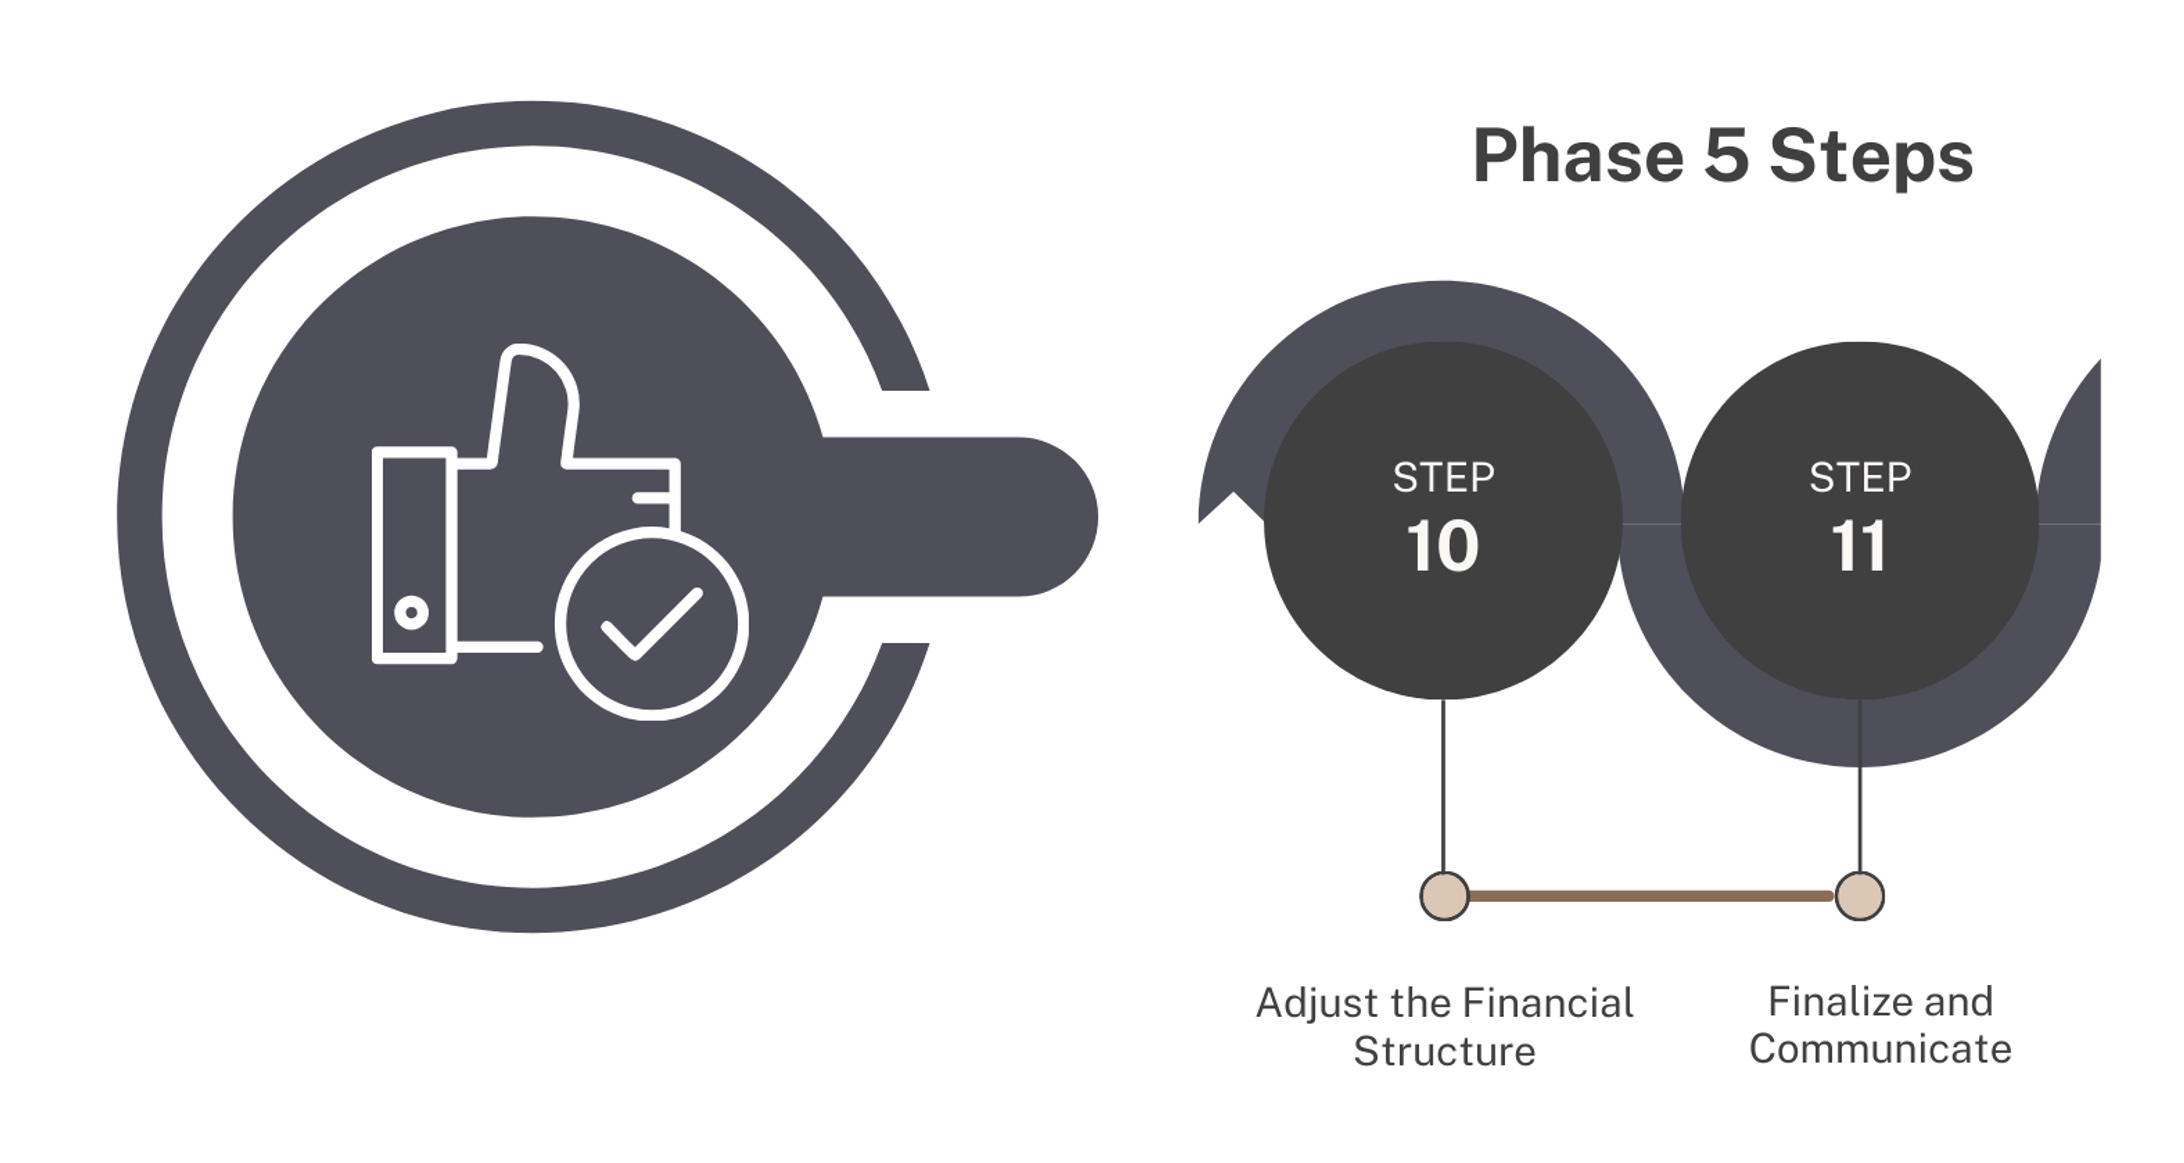 Phase 5 Steps
STEP
10
STEP
11
Adjust the Financial
Structure
Finalize and
Communicate